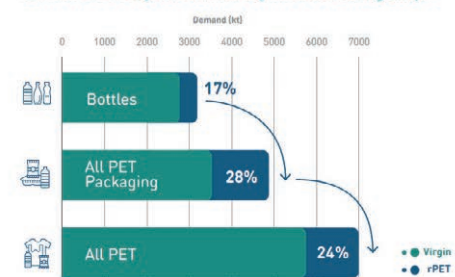 Demand (kt)
0 1000 2000 3000 4000 5000 6000 7000
Bottles 17%
All PET
Packaging 28%
All PET 24%
Virgin
rPET